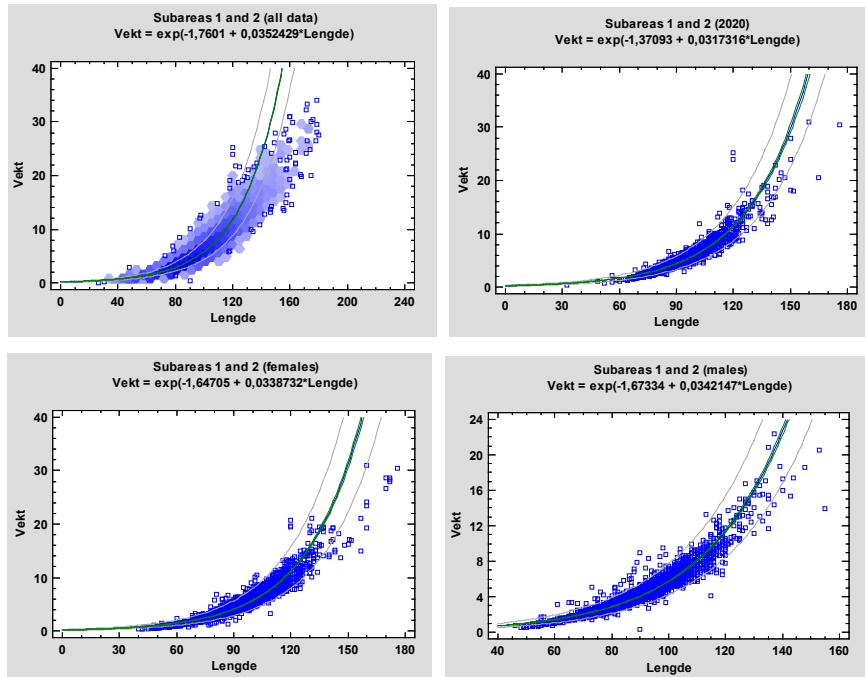 Subareas 1 and 2 (all data)
Vekt = exp(-1,7601 + 0,0352429*Lengde)
40
30
20
10
0
Vekt
0 40 80 120 160 200 240
Lengde
Subareas 1 and 2 (2020)
Vekt = exp(-1,37093 + 0,0317316*Lengde)
40
30
20
10
0
Vekt
0 30 60 90 120 150 180
Lengde
Subareas 1 and 2 (females)
Vekt = exp(-1,64705 + 0,0338732*Lengde)
40
30
20
10
0
Vekt
0 30 60 90 120 150 180
Lengde
Subareas 1 and 2 (males)
Vekt = exp(-1,67334 + 0,0342147*Lengde)
24
20
16
12
8
4
0
Vekt
40 60 80 100 120 140 160
Lengde